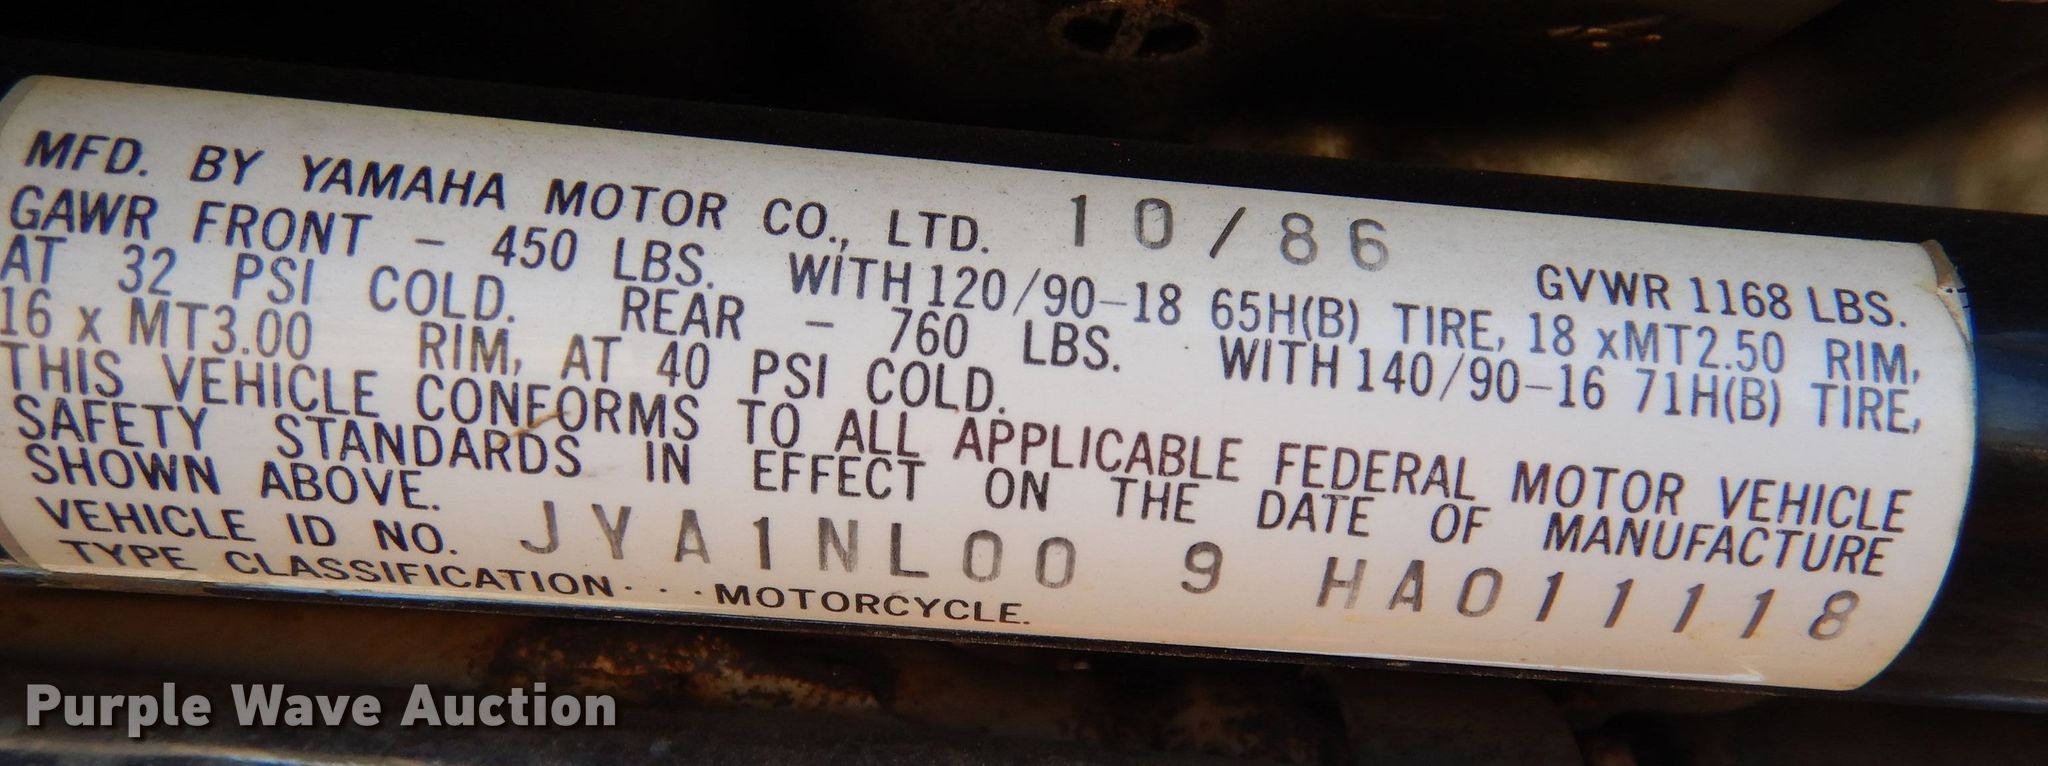 MFD. BY YAMAHA MOTOR CO., LTD. 10/86 GVWR 1168 LBS.
GAWR FRONT - 450 LBS. WITH 120/90-18 65H(B) TIRE, 18 xMT2.50 RIM,
AT 32 PSI COLD. REAR - 760 LBS. WITH 140/90-16 71H(B) TIRE,
16 x MT3.00 RIM, AT 40 PSI COLD.
THIS VEHICLE CONFORMS TO ALL APPLICABLE FEDERAL MOTOR VEHICLE
SAFETY STANDARDS IN EFFECT ON THE DATE OF MANUFACTURE
SHOWN ABOVE.
VEHICLE ID NO. JYA1NL00 9 HA011118
TYPE CLASSIFICATION...MOTORCYCLE.
Purple Wave Auction